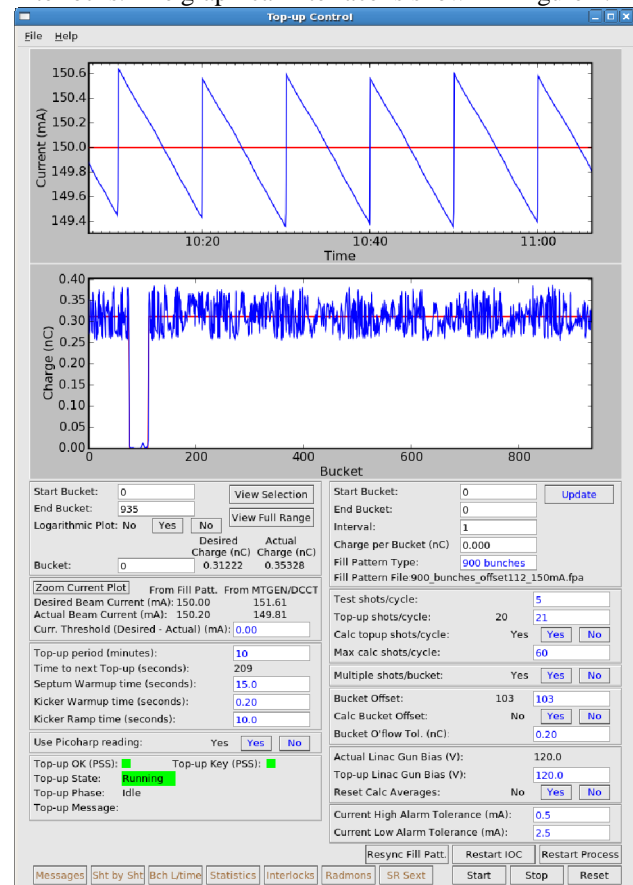 Top-up Control
File Help
150.6
150.4
150.2
150.0
149.8
149.6
149.4
Current (mA)
10:20 10:40 11:00
Time
0.40
0.35
0.30
0.25
0.20
0.15
0.10
0.05
0.00
Charge (nC)
0 200 400 600 800
Bucket
Start Bucket: 0 View Selection
End Bucket: 935
Logarithmic Plot: No Yes No View Full Range
Desired Actual
Charge (nC) Charge (nC)
Bucket: 0 0.31222 0.35328
Zoom Current Plot From Fill Patt. From MTGEN/DCCT
Desired Beam Current (mA): 150.00 151.61
Actual Beam Current (mA): 150.20 149.81
Curr. Threshold (Desired - Actual) (mA): 0.00
Top-up period (minutes): 10
Time to next Top-up (seconds): 209
Septum Warmup time (seconds): 15.0
Kicker Warmup time (seconds): 0.20
Kicker Ramp time (seconds): 10.0
Use Picoharp reading: Yes Yes No
Top-up OK (PSS): Top-up Key (PSS):
Top-up State: Running
Top-up Phase: Idle
Top-up Message:
Start Bucket: 0 Update
End Bucket: 0
Interval: 1
Charge per Bucket (nC) 0.000
Fill Pattern Type: 900 bunches
Fill Pattern File:900_bunches_offset112_150mA.fpa
Test shots/cycle: 5
Top-up shots/cycle: 20 21
Calc topup shots/cycle: Yes Yes No
Max calc shots/cycle: 60
Multiple shots/bucket: Yes Yes No
Bucket Offset: 103 103
Calc Bucket Offset: No Yes No
Bucket O'flow Tol. (nC): 0.20
Actual Linac Gun Bias (V): 120.0
Top-up Linac Gun Bias (V): 120.0
Reset Calc Averages: No Yes No
Current High Alarm Tolerance (mA): 0.5
Current Low Alarm Tolerance (mA): 2.5
Resync Fill Patt. Restart IOC Restart Process
Messages Sht by Sht Bch L/time Statistics Interlocks Radmons SR Sext Start Stop Reset